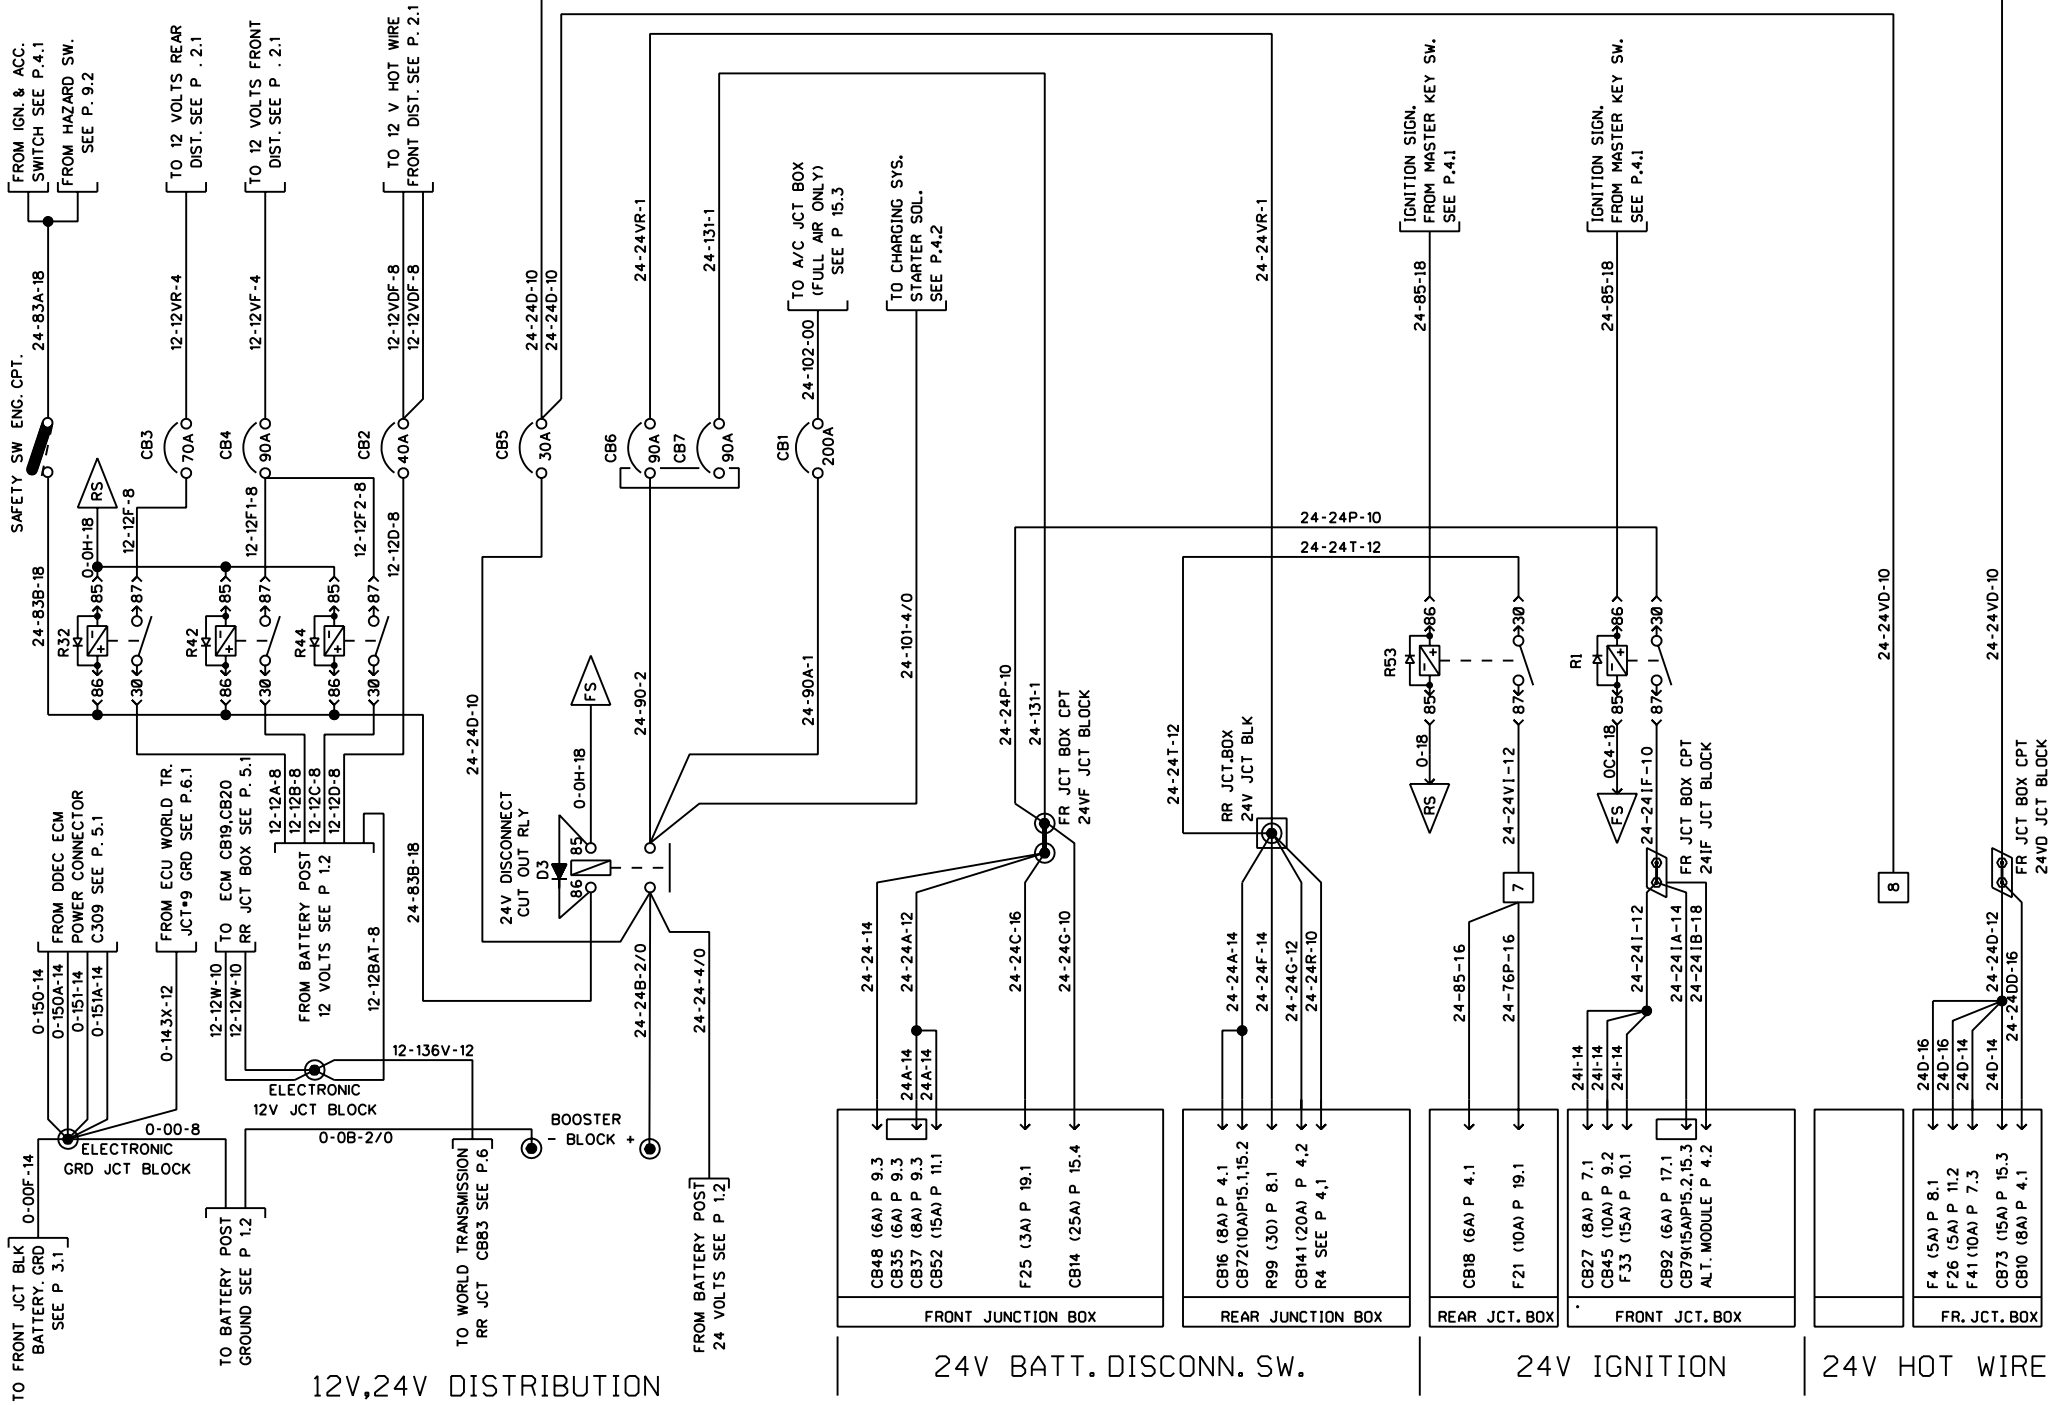 FROM IGN. & ACC.
SWITCH SEE P.4.1
FROM HAZARD SW.
SEE P. 9.2
TO 12 VOLTS REAR
DIST. SEE P . 2.1
TO 12 VOLTS FRONT
DIST. SEE P . 2.1
TO 12 V HOT WIRE
FRONT DIST. SEE P. 2.1
24-83A-18
12-12VR-4
12-12VF-4
12-12VDF-8
12-12VDF-8
24-24D-10
24-24D-10
24-24VR-1
24-131-1
TO A/C JCT BOX
(FULL AIR ONLY)
SEE P 15.3
24-102-00
TO CHARGING SYS.
STARTER SOL.
SEE P.4.2
24-24VR-1
IGNITION SIGN.
FROM MASTER KEY SW.
SEE P.4.1
24-85-18
IGNITION SIGN.
FROM MASTER KEY SW.
SEE P.4.1
24-85-18
SAFETY SW ENG. CPT.
CB3
70A
CB4
90A
CB2
40A
CB5
30A
CB6
90A
CB7
90A
CB1
200A
24-83B-18
RS
0-0H-18
12-12F-8
12-12F1-8
12-12F2-8
12-12D-8
R32
85
87
86
30
R42
85
87
86
30
R44
85
87
86
30
24-24D-10
FS
0-0H-18
24-90-2
24-90A-1
24-101-4/0
24-24P-10
24-24T-12
24-24P-10
24-131-1
FR JCT BOX CPT
24VF JCT BLOCK
24-24T-12
RR JCT.BOX
24V JCT BLK
R53
86
30
85
87
0-18
RS
24-24VI-12
7
R1
86
30
85
87
0C4-18
FS
24-24IF-10
FR JCT BOX CPT
24IF JCT BLOCK
24-24VD-10
8
24-24VD-10
FR JCT BOX CPT
24VD JCT BLOCK
FROM DDEC ECM
POWER CONNECTOR
C309 SEE P. 5.1
FROM ECU WORLD TR.
JCT•9 GRD SEE P.6.1
TO ECM CB19,CB20
RR JCT BOX SEE P. 5.1
12-12A-8
12-12B-8
12-12C-8
12-12D-8
FROM BATTERY POST
12 VOLTS SEE P 1.2
12-12BAT-8
24-83B-18
24V DISCONNECT
CUT OUT RLY
D3
85
86
0-150-14
0-150A-14
0-151-14
0-151A-14
0-143X-12
12-12W-10
12-12W-10
12-136V-12
ELECTRONIC
12V JCT BLOCK
24-24B-2/0
24-24-4/0
BOOSTER
- BLOCK +
0-00-8
0-0B-2/0
ELECTRONIC
GRD JCT BLOCK
0-00F-14
TO FRONT JCT BLK
BATTERY. GRD
SEE P 3.1
TO BATTERY POST
GROUND SEE P 1.2
TO WORLD TRANSMISSION
RR JCT CB83 SEE P.6
FROM BATTERY POST
24 VOLTS SEE P 1.2
24-24-14
24-24A-12
24A-14
24A-14
24-24C-16
24-24G-10
24-24A-14
24-24F-14
24-24G-12
24-24R-10
24-85-16
24-76P-16
24-24I-12
24-24IA-14
24-24IB-18
24I-14
24I-14
24I-14
24-24D-12
24-24DD-16
24D-16
24D-16
24D-14
24D-14
CB48 (6A) P 9.3
CB35 (6A) P 9.3
CB37 (8A) P 9.3
CB52 (15A) P 11.1
F25 (3A) P 19.1
CB14 (25A) P 15.4
FRONT JUNCTION BOX
CB16 (8A) P 4.1
CB72(10A)P15.1,15.2
R99 (30) P 8.1
CB141 (20A) P 4,2
R4 SEE P 4,1
REAR JUNCTION BOX
CB18 (6A) P 4.1
F21 (10A) P 19.1
REAR JCT. BOX
CB27 (8A) P 7.1
CB45 (10A) P 9.2
F33 (15A) P 10.1
CB92 (6A) P 17.1
CB79(15A)P15.2,15.3
ALT. MODULE P 4.2
FRONT JCT. BOX
F4 (5A) P 8.1
F26 (5A) P 11.2
F41 (10A) P 7.3
CB73 (15A) P 15.3
CB10 (8A) P 4.1
FR. JCT. BOX
12V,24V DISTRIBUTION
24V BATT. DISCONN. SW.
24V IGNITION
24V HOT WIRE